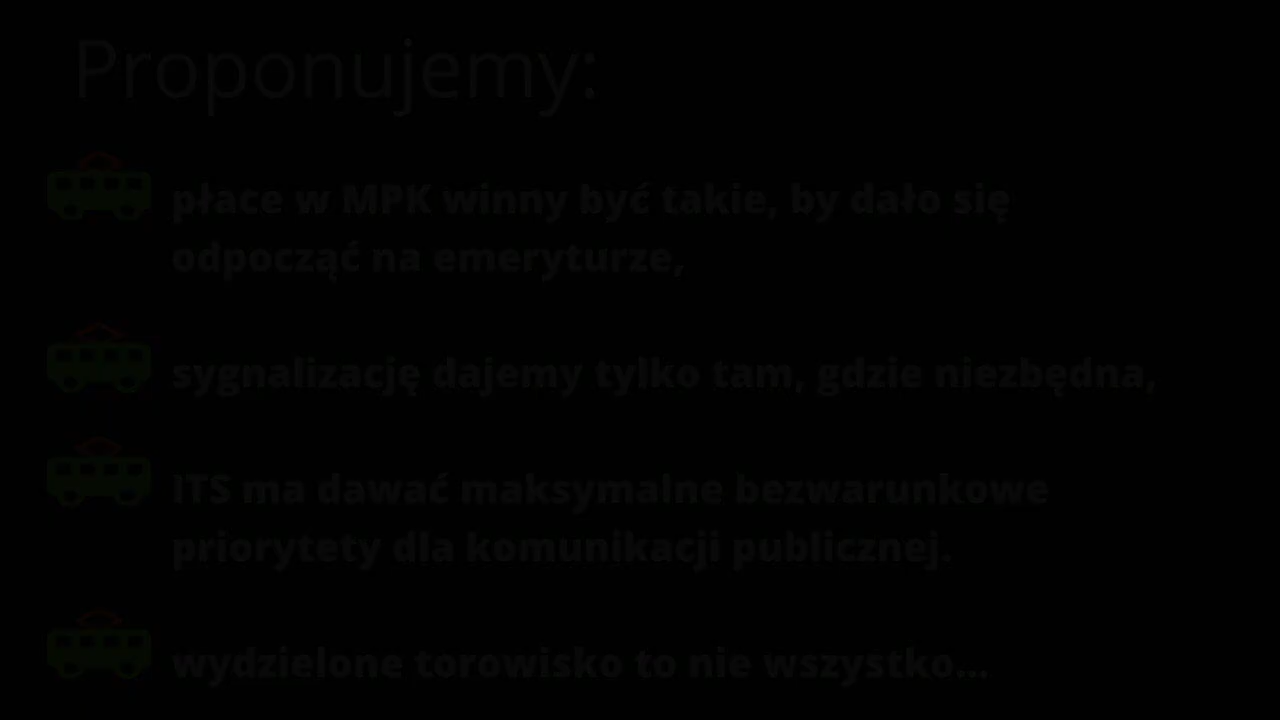 Proponujemy:
płace w MPK winny być takie, by dało się
odpocząć na emeryturze,
sygnalizację dajemy tylko tam, gdzie niezbędna,
ITS ma dawać maksymalne bezwarunkowe
priorytety dla komunikacji publicznej.
wydzielone torowisko to nie wszystko...